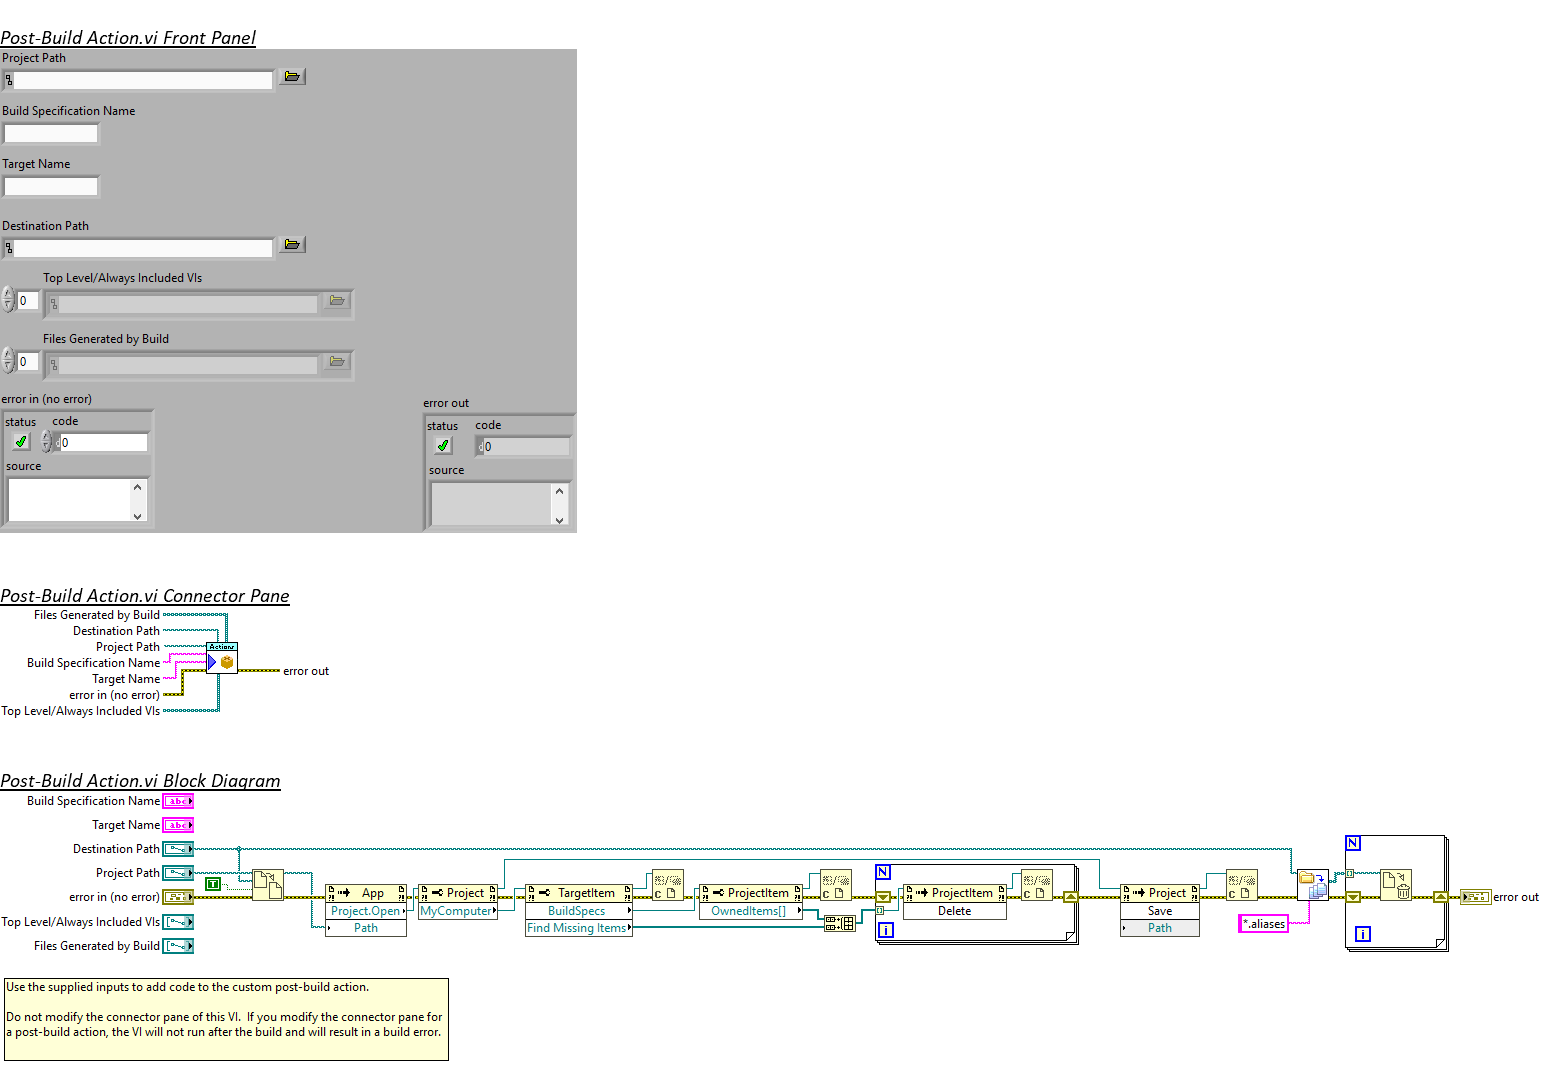 Post-Build Action.vi Front Panel
Project Path
Build Specification Name
Target Name
Destination Path
Top Level/Always Included VIs
0
Files Generated by Build
0
error in (no error)
status code
d0
source
error out
status code
d0
source
Post-Build Action.vi Connector Pane
Files Generated by Build
Destination Path
Project Path
Build Specification Name
Target Name
error in (no error)
Top Level/Always Included VIs
Actions
error out
Post-Build Action.vi Block Diagram
Build Specification Name
abc
Target Name
abc
Destination Path
Project Path
error in (no error)
Top Level/Always Included VIs
Files Generated by Build
T
App
Project.Open
Path
Project
MyComputer
TargetItem
BuildSpecs
Find Missing Items
ProjectItem
OwnedItems[]
N
ProjectItem
Delete
i
Project
Save
Path
*.aliases
N
i
error out
Use the supplied inputs to add code to the custom post-build action.
Do not modify the connector pane of this VI. If you modify the connector pane for
a post-build action, the VI will not run after the build and will result in a build error.